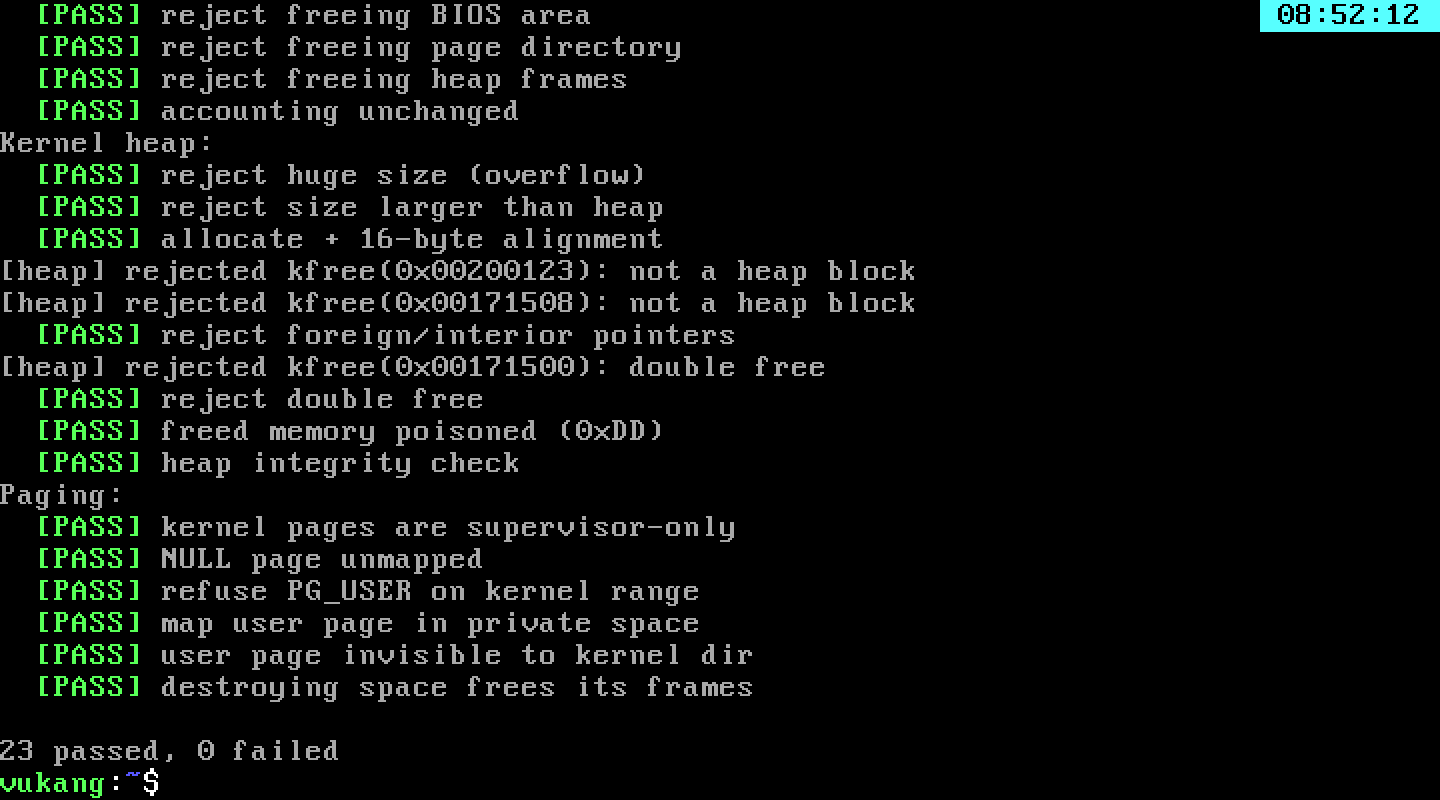 [PASS] reject freeing BIOS area
08:52:12
  [PASS] reject freeing page directory
  [PASS] reject freeing heap frames
  [PASS] accounting unchanged
Kernel heap:
  [PASS] reject huge size (overflow)
  [PASS] reject size larger than heap
  [PASS] allocate + 16-byte alignment
[heap] rejected kfree(0x00200123): not a heap block
[heap] rejected kfree(0x00171508): not a heap block
  [PASS] reject foreign/interior pointers
[heap] rejected kfree(0x00171500): double free
  [PASS] reject double free
  [PASS] freed memory poisoned (0xDD)
  [PASS] heap integrity check
Paging:
  [PASS] kernel pages are supervisor-only
  [PASS] NULL page unmapped
  [PASS] refuse PG_USER on kernel range
  [PASS] map user page in private space
  [PASS] user page invisible to kernel dir
  [PASS] destroying space frees its frames
23 passed, 0 failed
vukang:~$